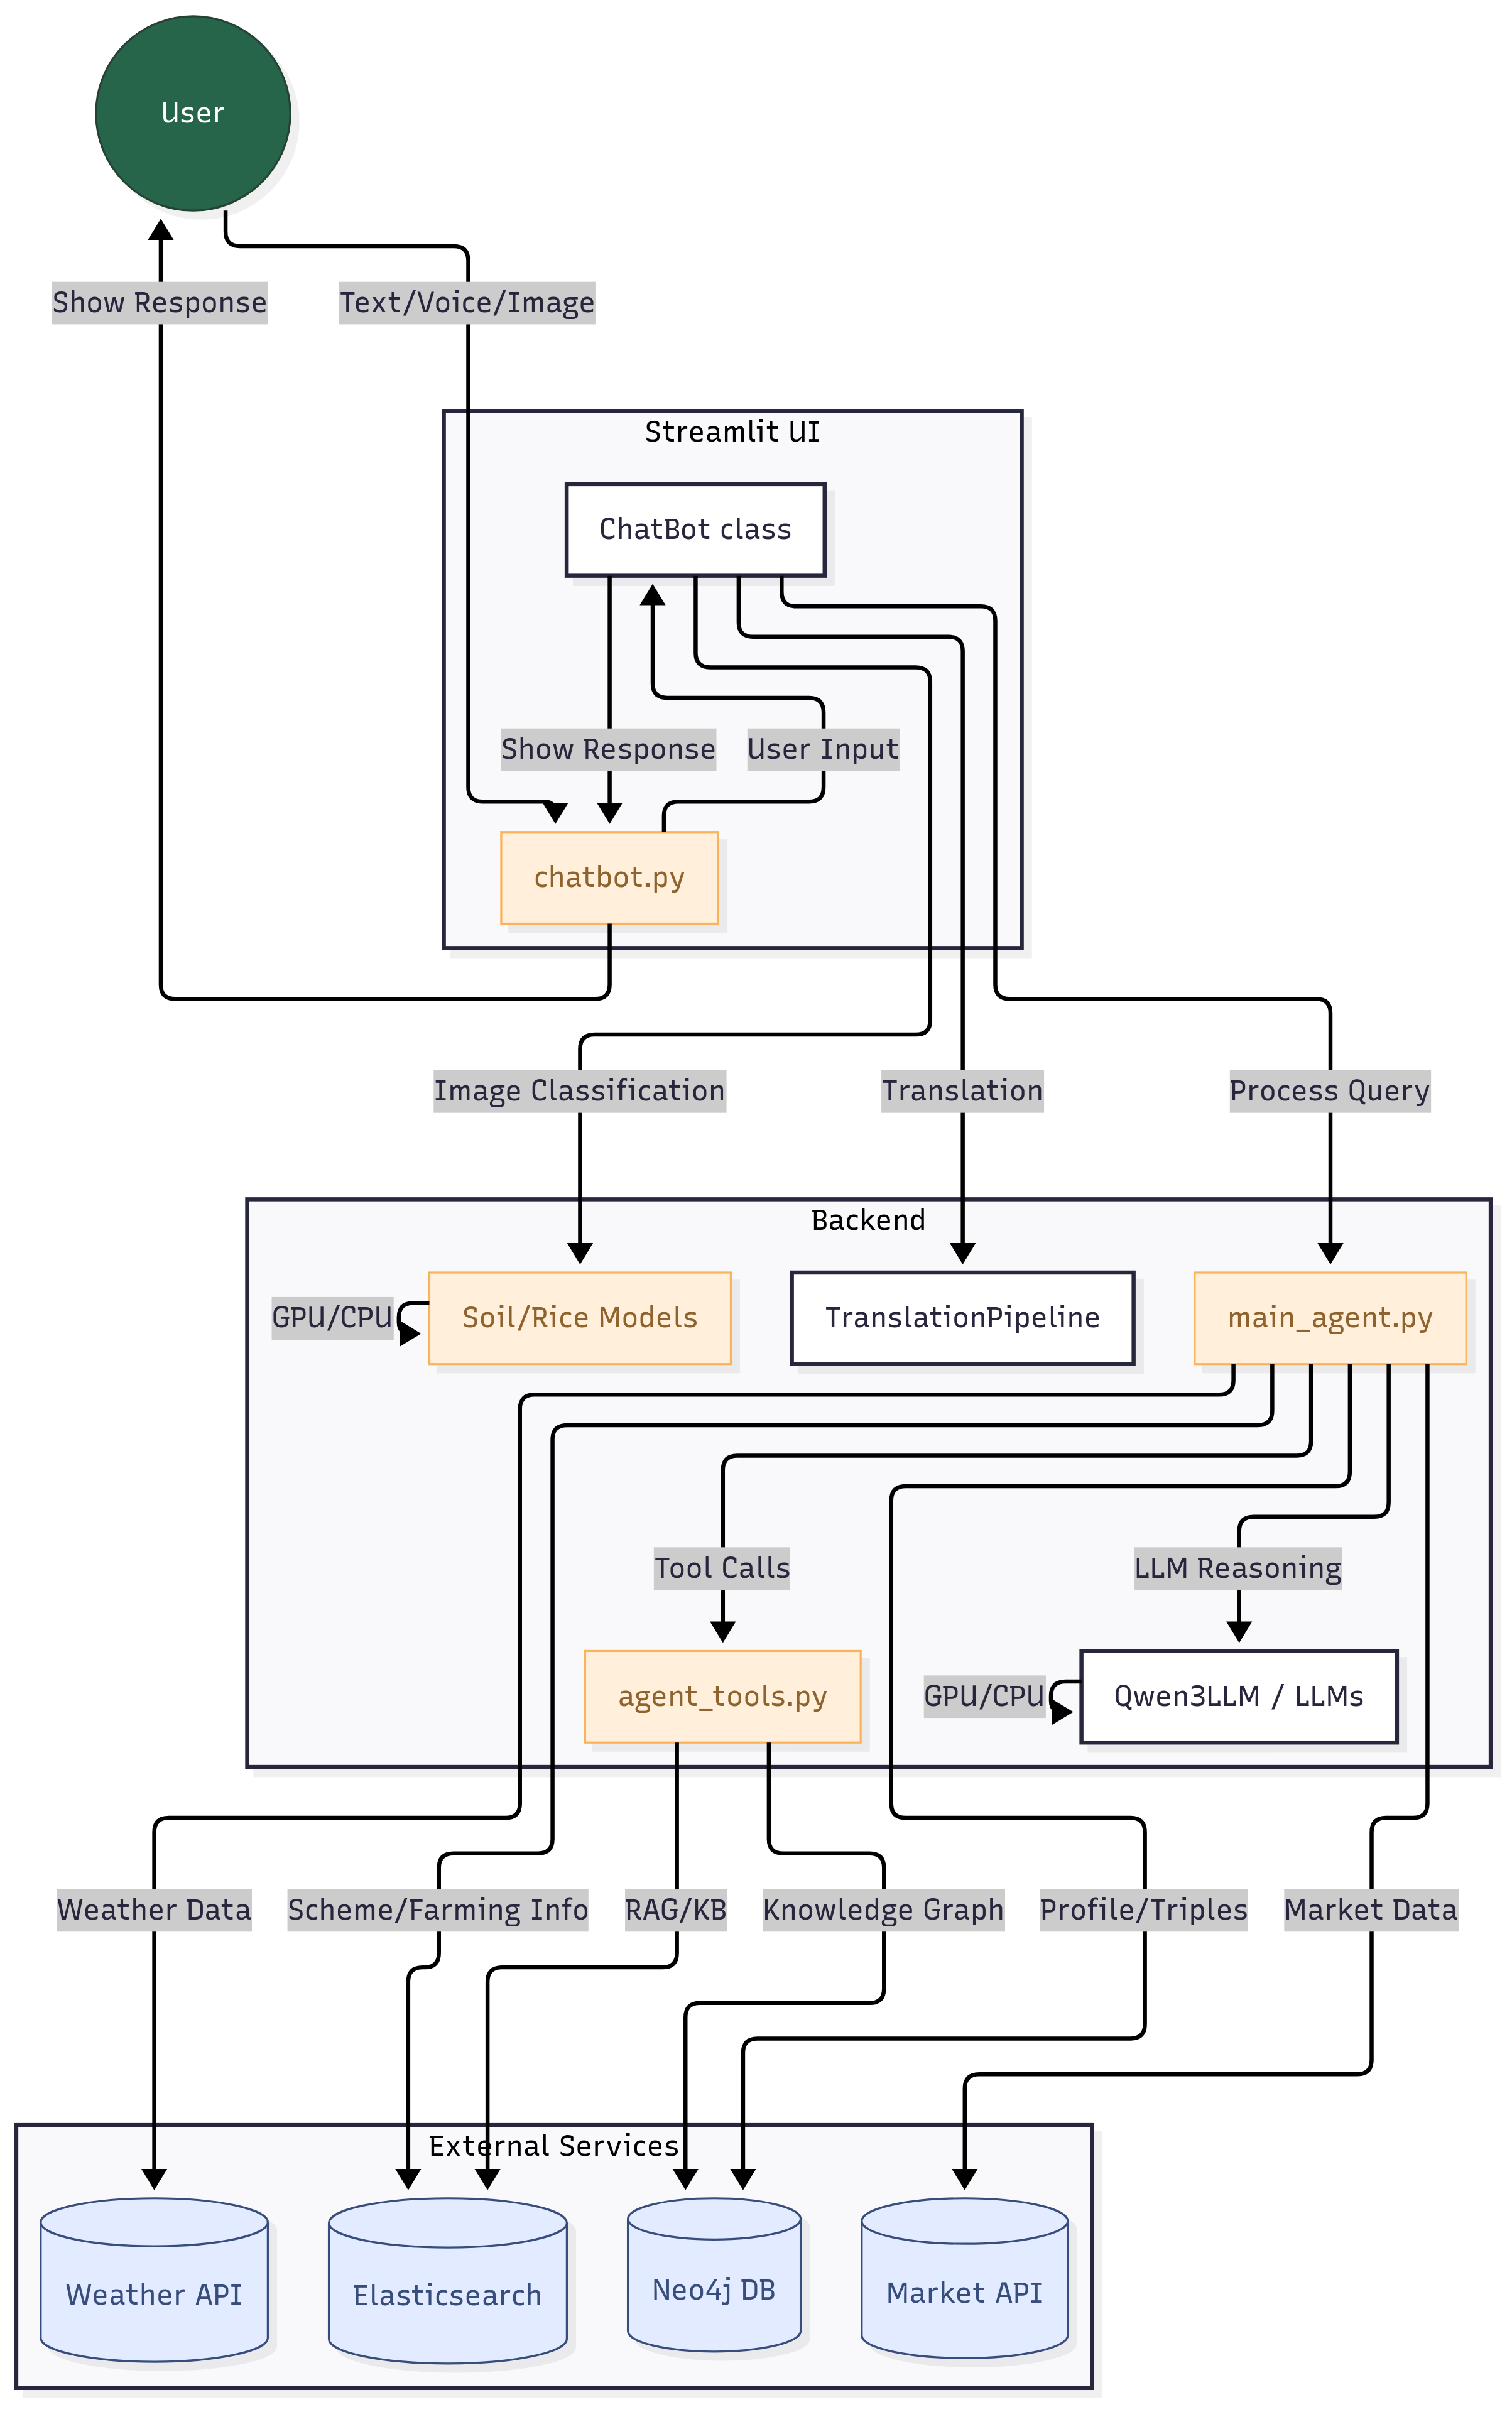 User
Show Response
Text/Voice/Image
Streamlit UI
ChatBot class
Show Response
User Input
chatbot.py
Image Classification
Translation
Process Query
Backend
GPU/CPU
Soil/Rice Models
TranslationPipeline
main_agent.py
Tool Calls
LLM Reasoning
agent_tools.py
GPU/CPU
Qwen3LLM / LLMs
Weather Data
Scheme/Farming Info
RAG/KB
Knowledge Graph
Profile/Triples
Market Data
External Services
Weather API
Elasticsearch
Neo4j DB
Market API